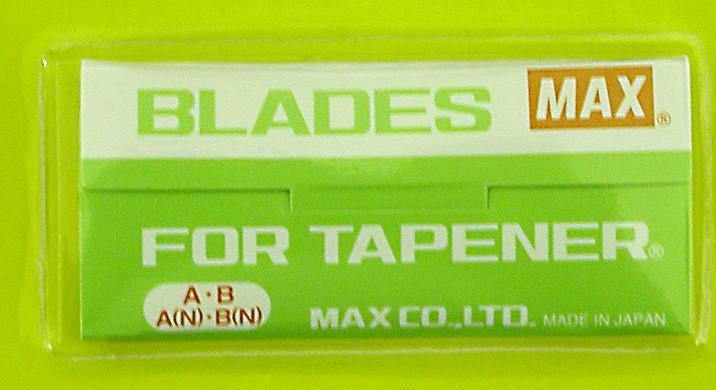 BLADES MAX®
FOR TAPENER®
A·B
A(N)·B(N)
MAX CO.,LTD. MADE IN JAPAN